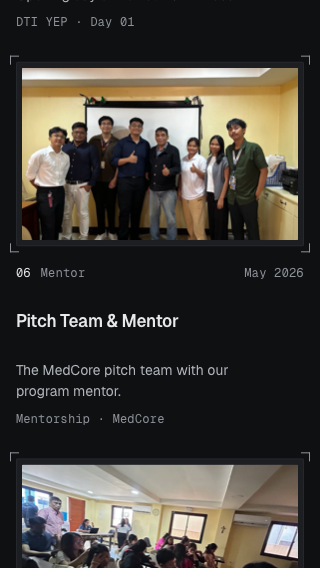 DTI YEP · Day 01
06 Mentor
May 2026
Pitch Team & Mentor
The MedCore pitch team with our
program mentor.
Mentorship · MedCore